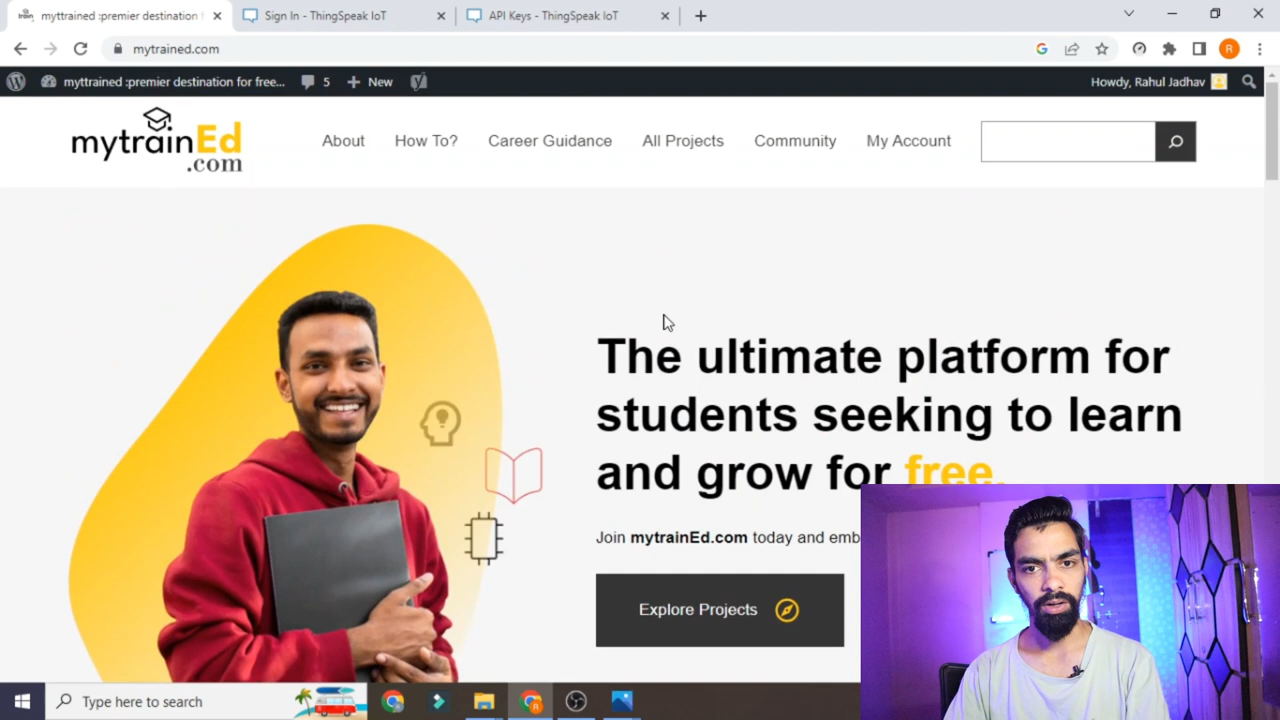 myttrained :premier destination f
Sign In - ThingSpeak IoT
API Keys - ThingSpeak IoT
mytrained.com
R
myttrained :premier destination for free...
5
New
Howdy, Rahul Jadhav
mytrainEd
.com
About
How To?
Career Guidance
All Projects
Community
My Account
The ultimate platform for
students seeking to learn
and grow for free.
Join mytrainEd.com today and emb
Explore Projects
Type here to search
R